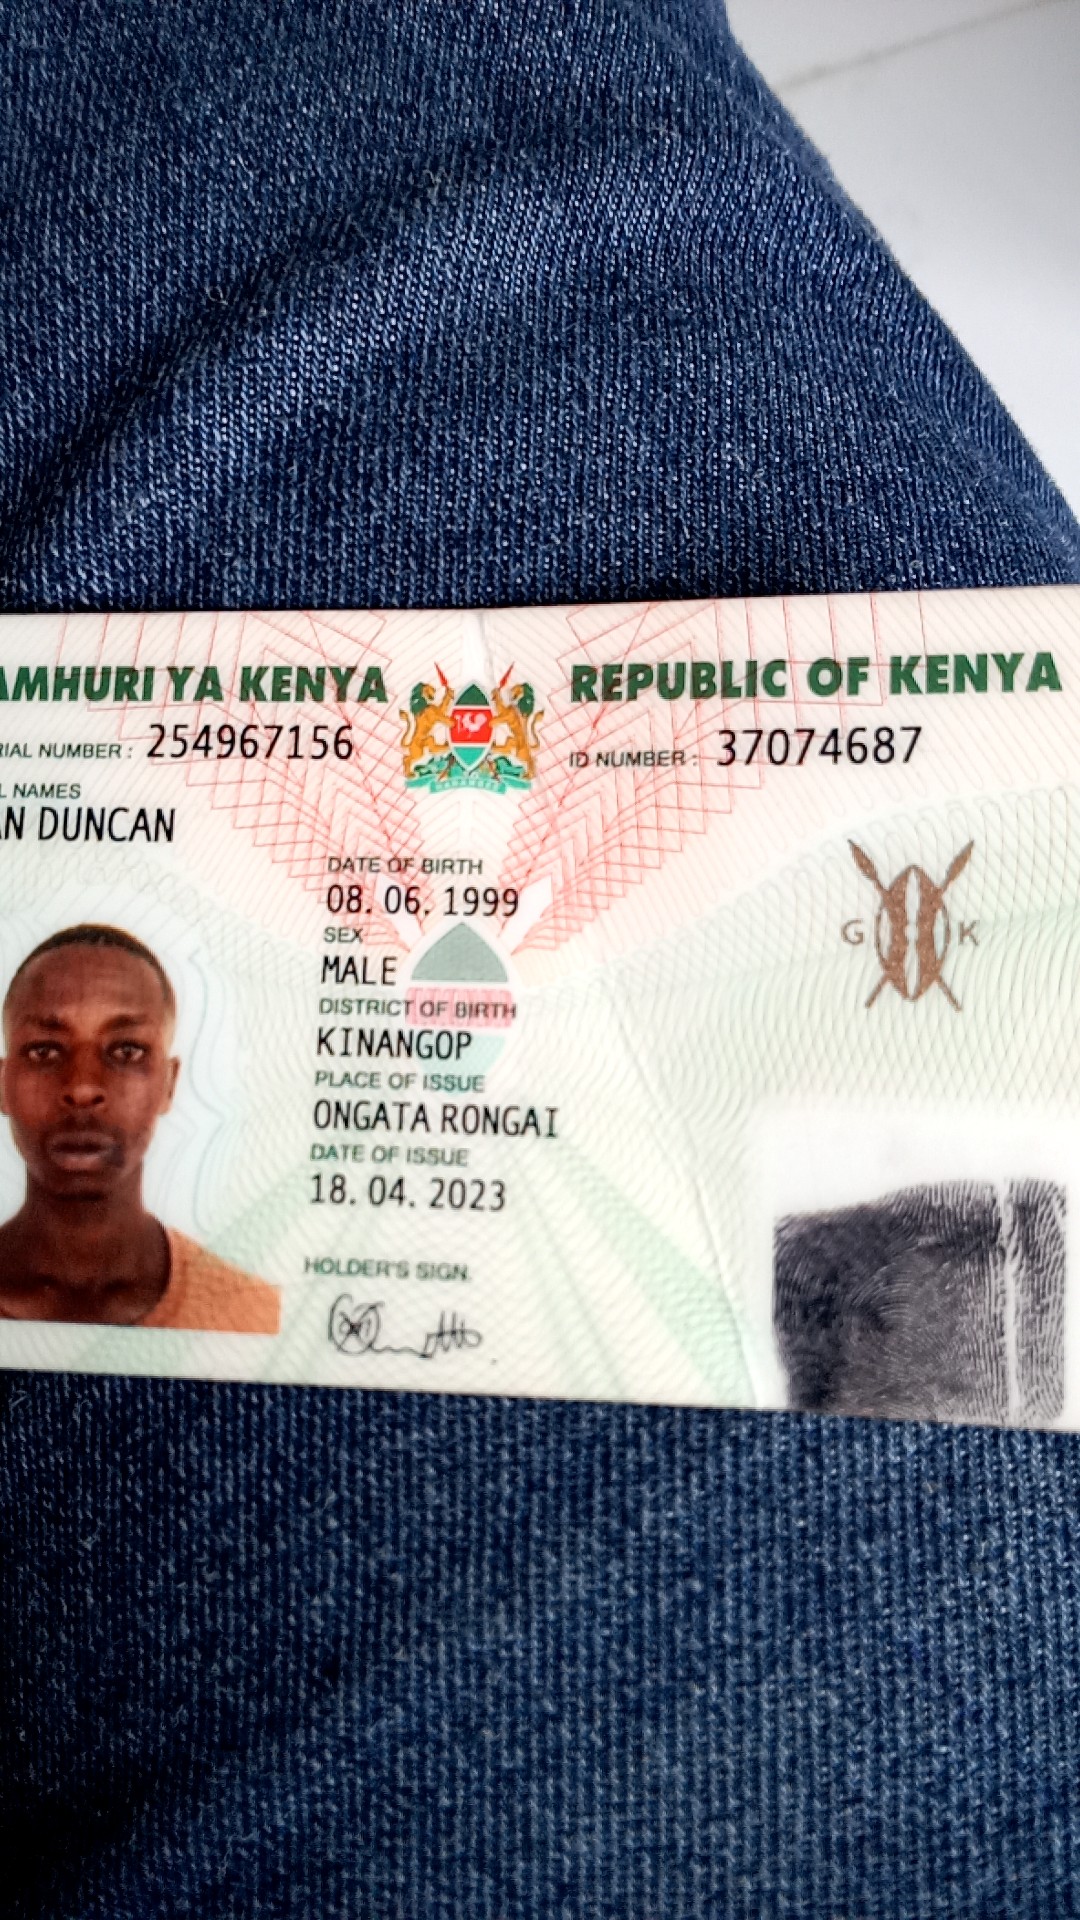 AMHURI YA KENYA REPUBLIC OF KENYA
RIAL NUMBER: 254967156 ID NUMBER: 37074687
L NAMES
AN DUNCAN
DATE OF BIRTH
08. 06. 1999
SEX
MALE
G K
DISTRICT OF BIRTH
KINANGOP
PLACE OF ISSUE
ONGATA RONGAI
DATE OF ISSUE
18. 04. 2023
HOLDER'S SIGN.